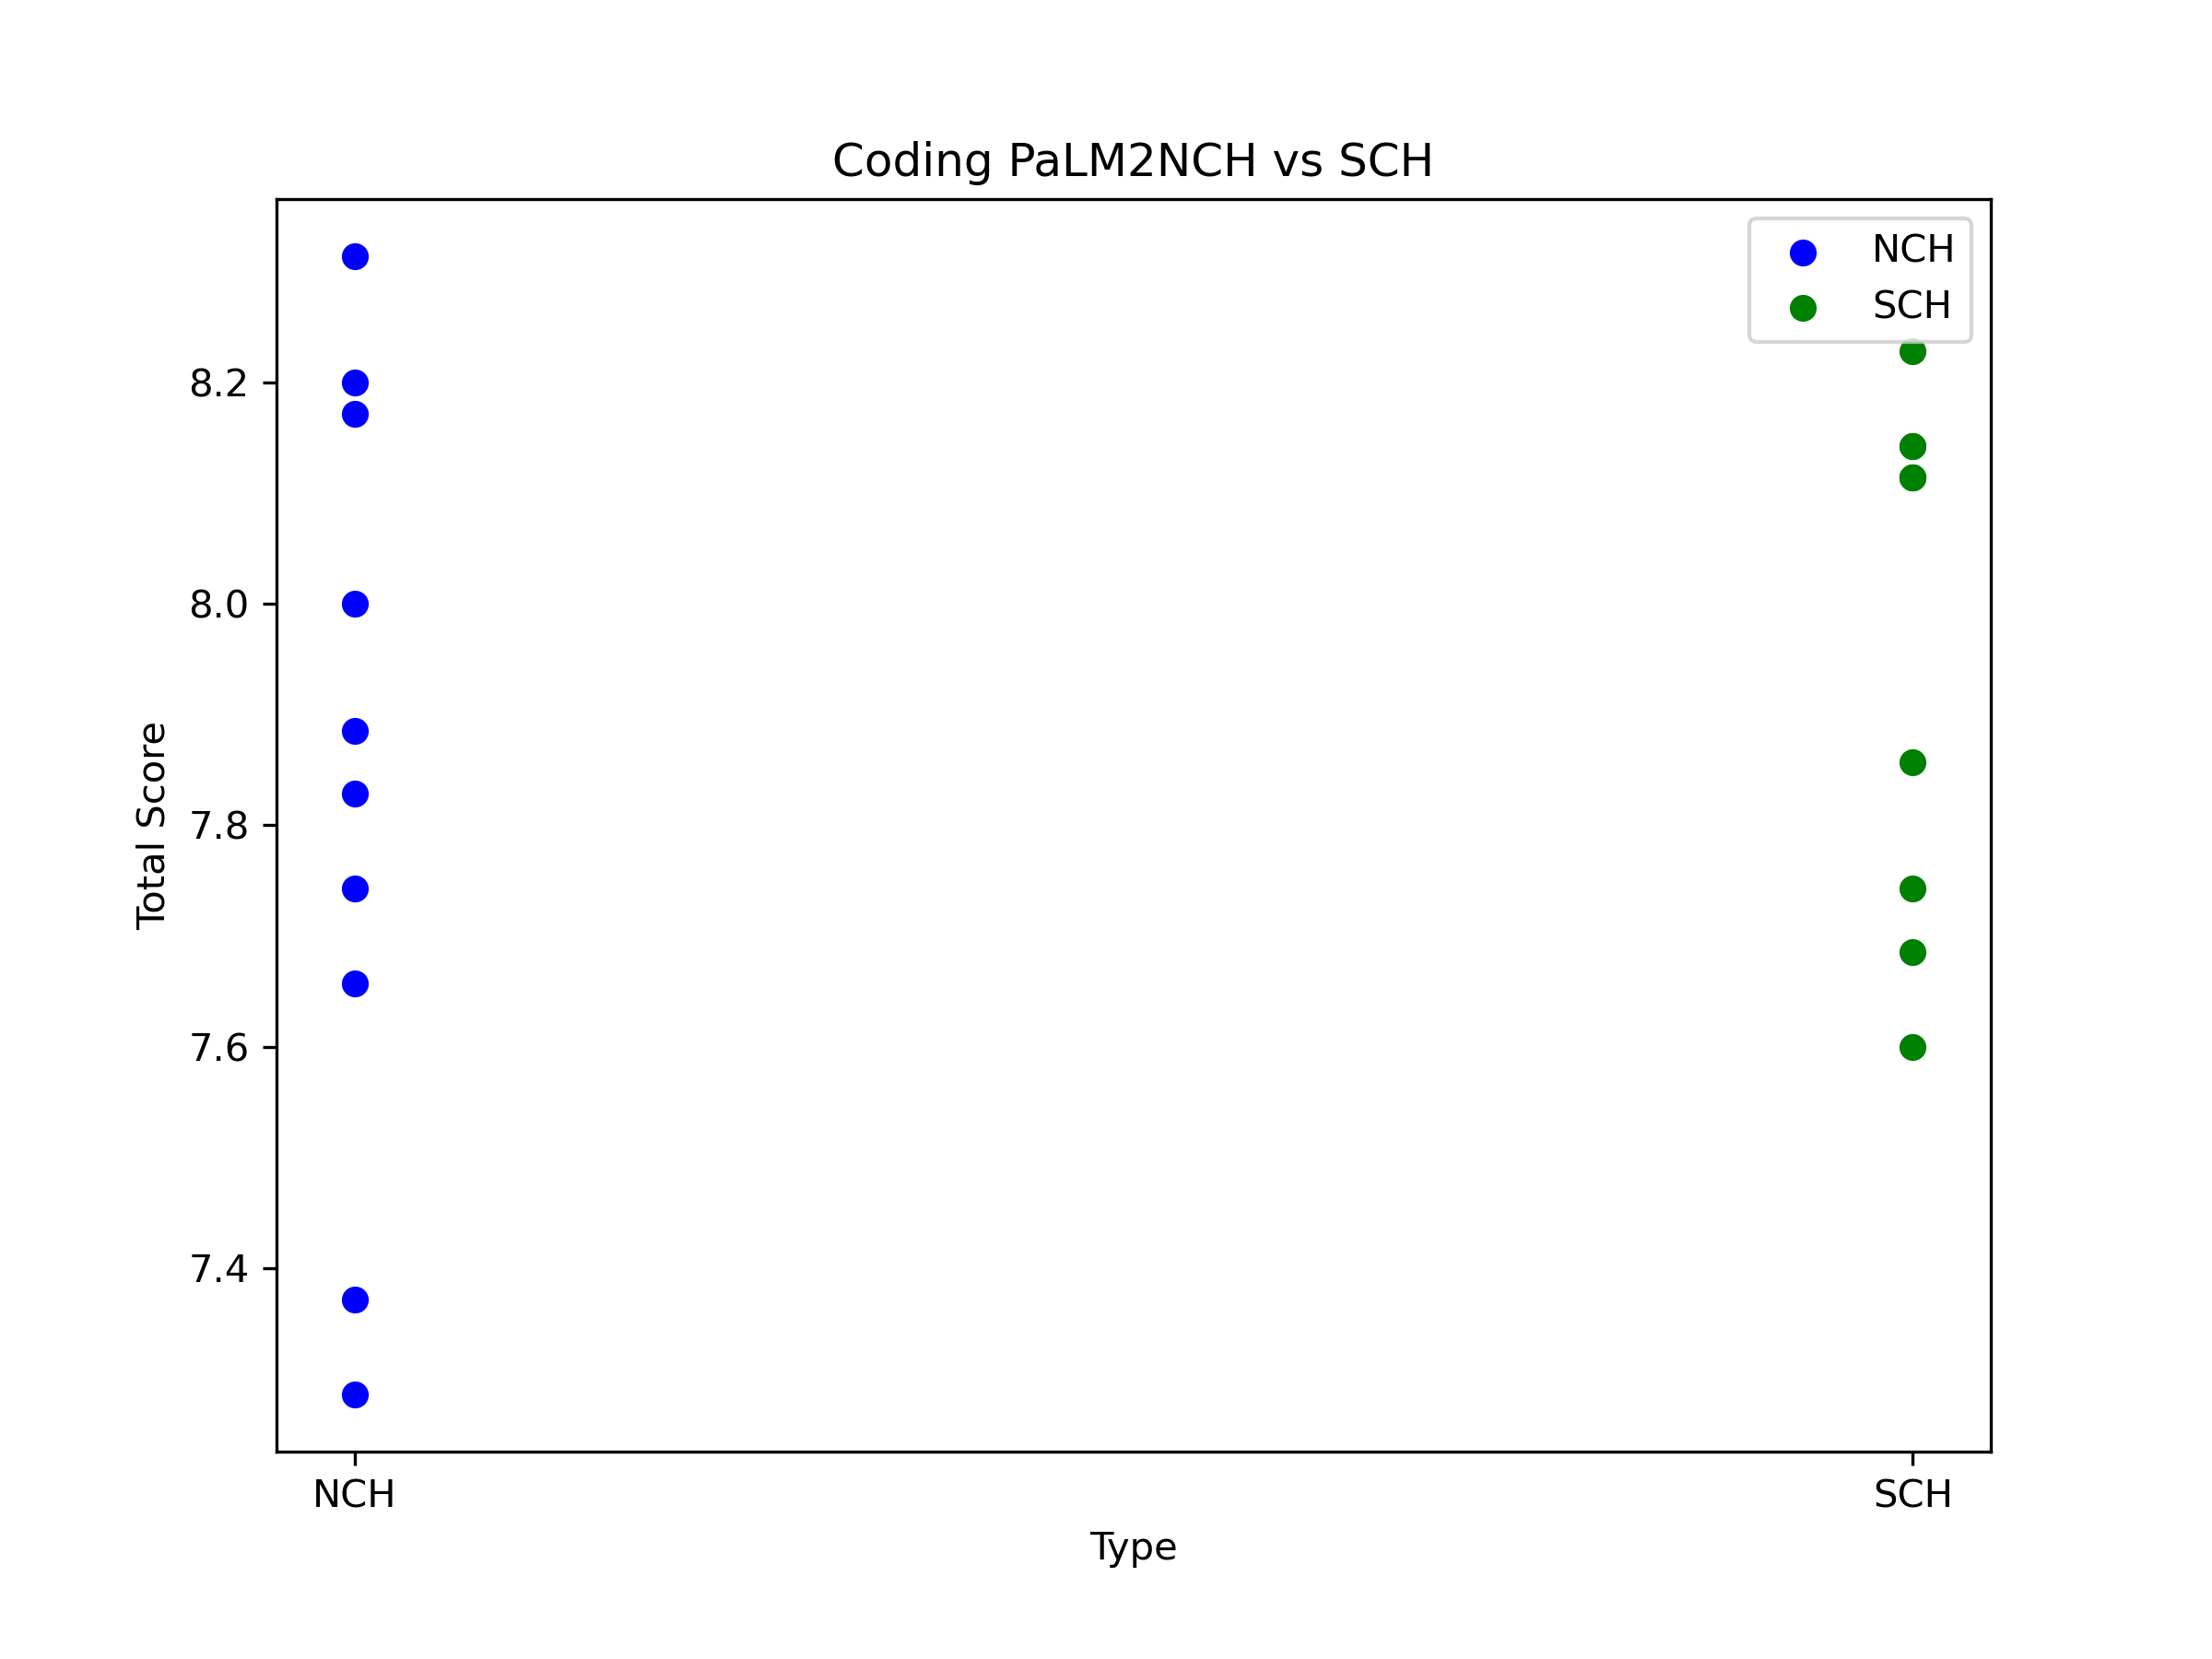 Coding PaLM2NCH vs SCH
NCH
SCH
Total Score
8.2
8.0
7.8
7.6
7.4
NCH
SCH
Type